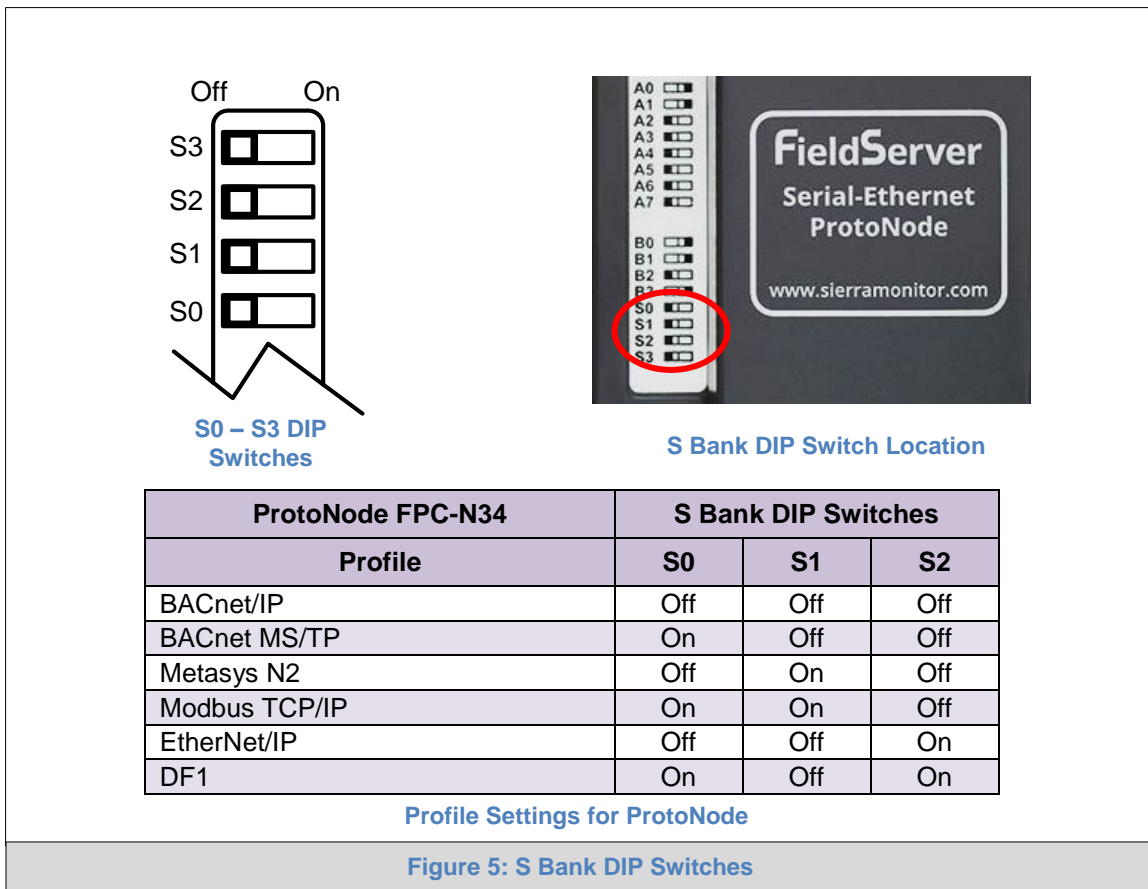 Off On
S3
S2
S1
S0
S0 – S3 DIP
Switches
A0
A1
A2
A3
A4
A5
A6
A7
B0
B1
B2
B3
S0
S1
S2
S3
FieldServer
Serial-Ethernet
ProtoNode
www.sierramonitor.com
S Bank DIP Switch Location
ProtoNode FPC-N34 S Bank DIP Switches
Profile S0 S1 S2
BACnet/IP Off Off Off
BACnet MS/TP On Off Off
Metasys N2 Off On Off
Modbus TCP/IP On On Off
EtherNet/IP Off Off On
DF1 On Off On
Profile Settings for ProtoNode
Figure 5: S Bank DIP Switches